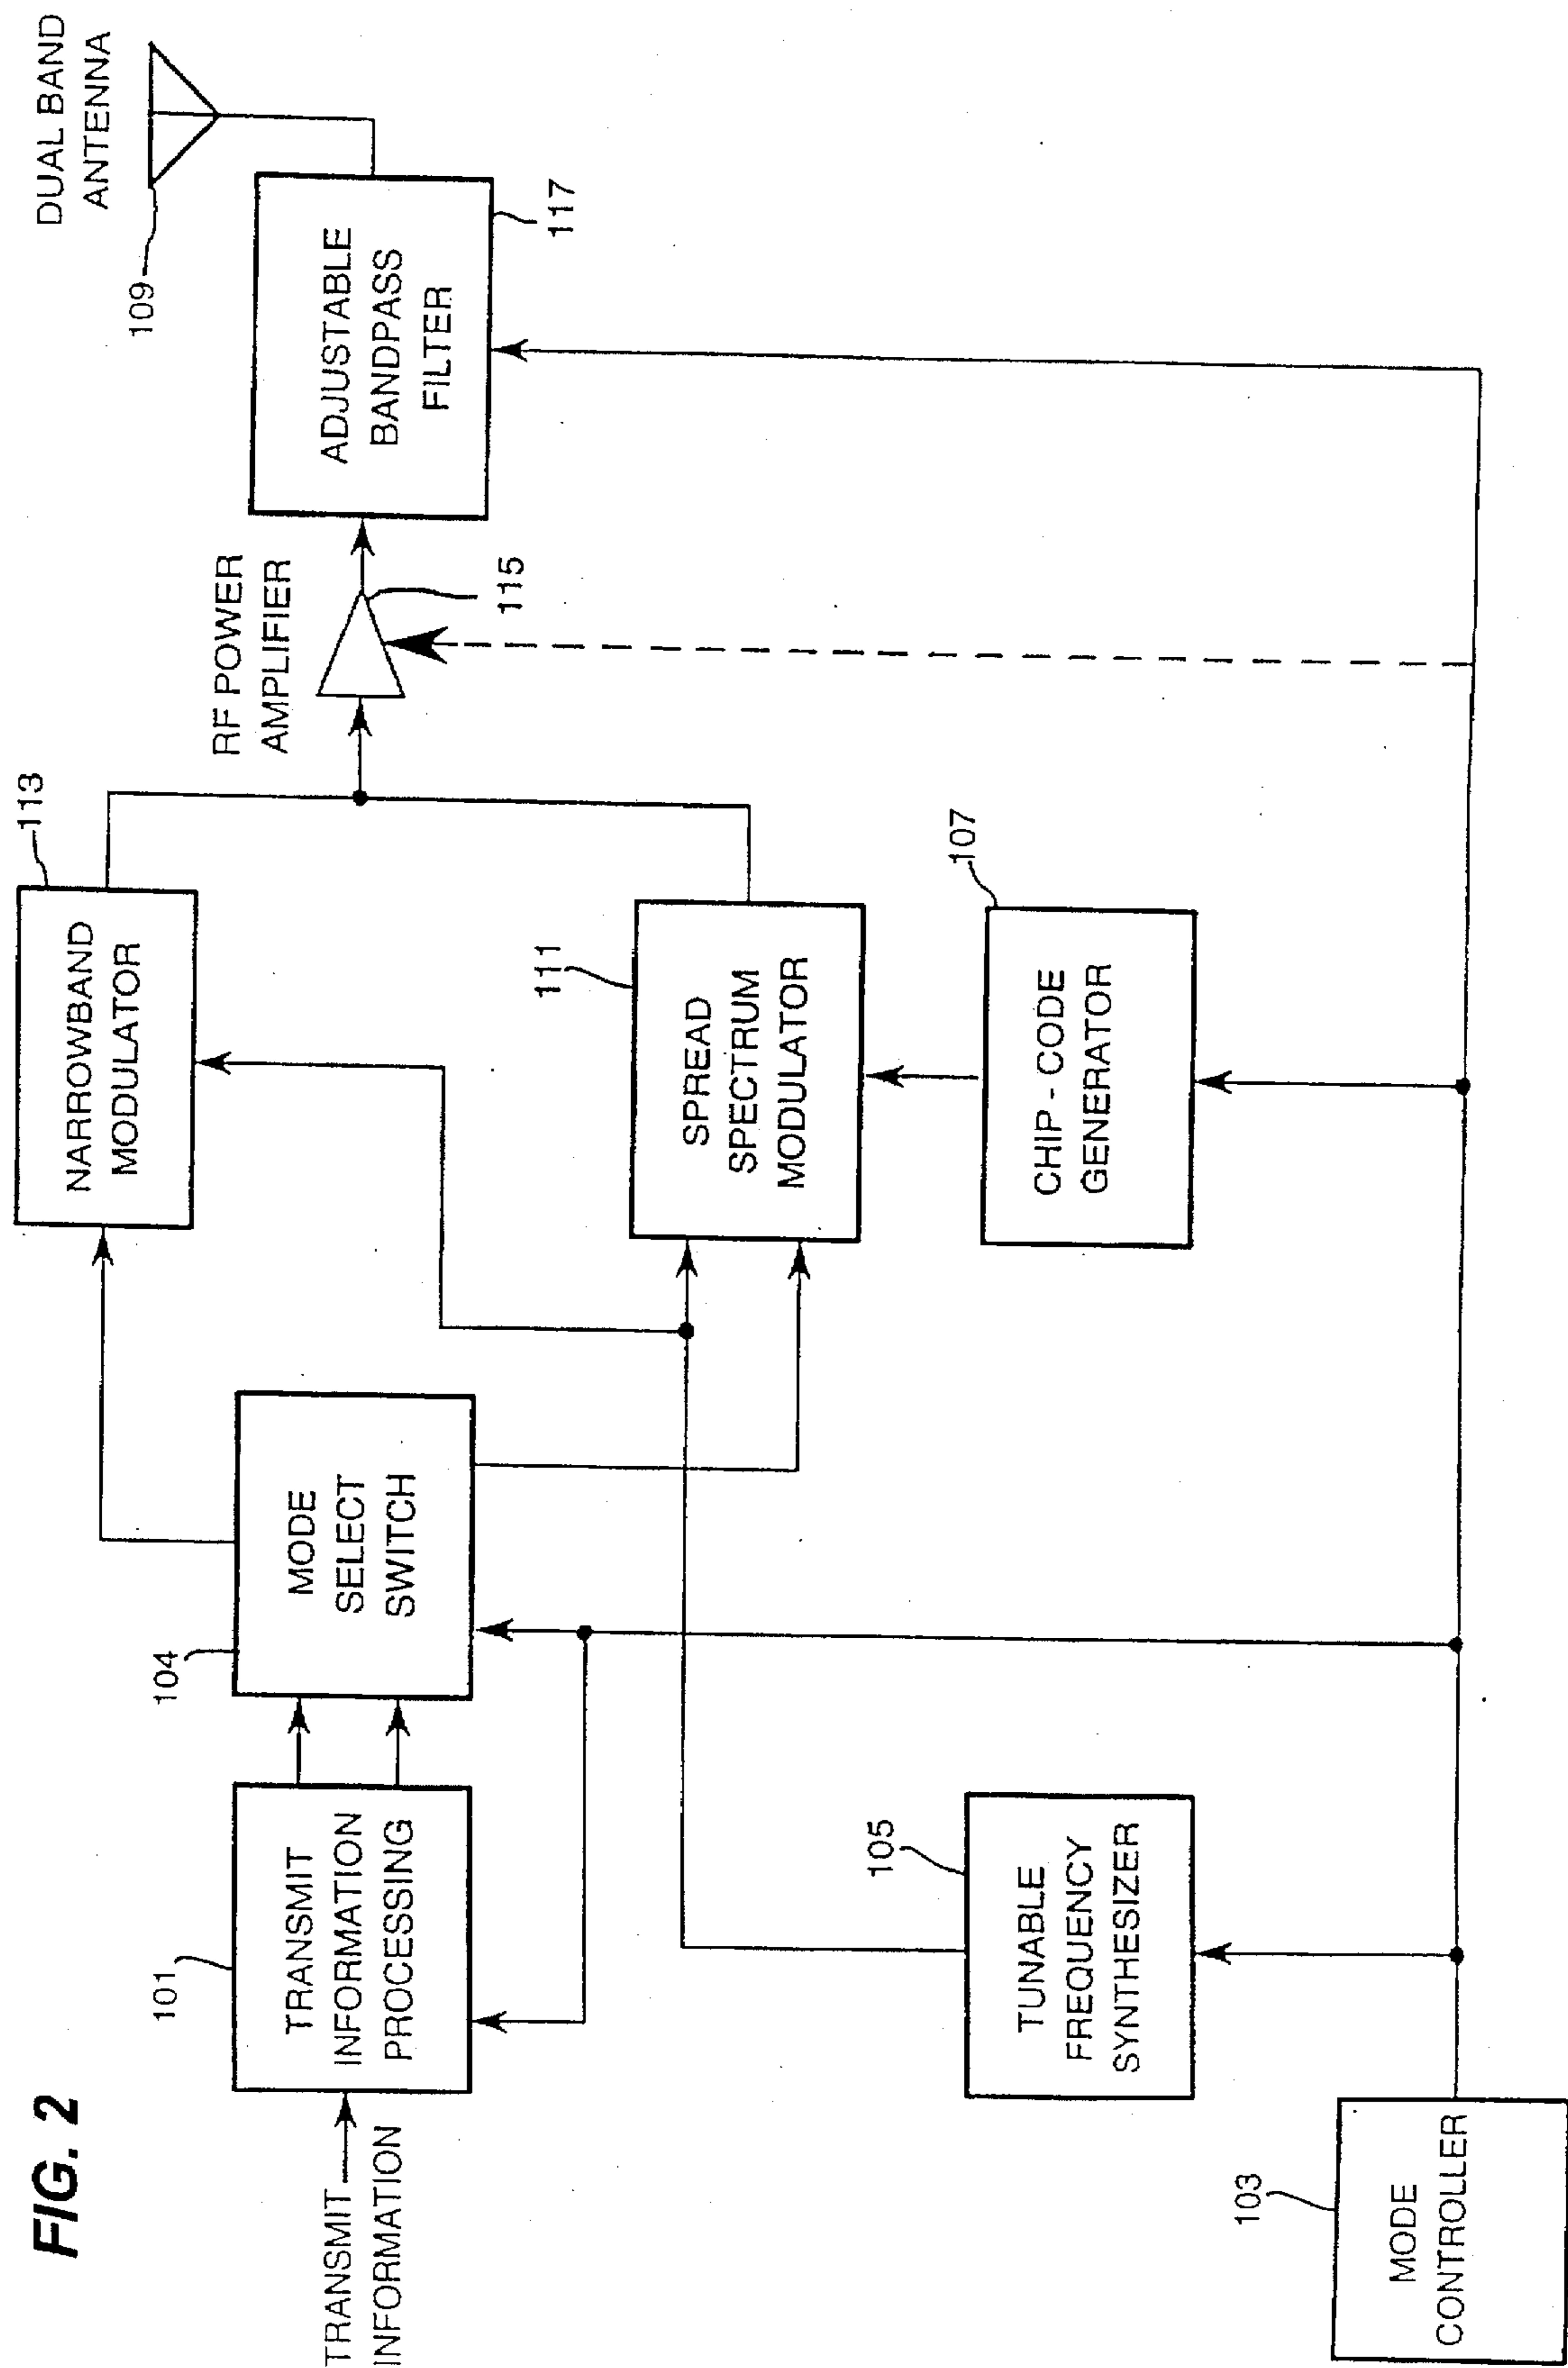 FIG. 2
TRANSMIT
INFORMATION
101
TRANSMIT
INFORMATION
PROCESSING
104
MODE
SELECT
SWITCH
113
NARROWBAND
MODULATOR
RF POWER
AMPLIFIER
115
ADJUSTABLE
BANDPASS
FILTER
117
109
DUAL BAND
ANTENNA
111
SPREAD
SPECTRUM
MODULATOR
107
CHIP - CODE
GENERATOR
105
TUNABLE
FREQUENCY
SYNTHESIZER
103
MODE
CONTROLLER